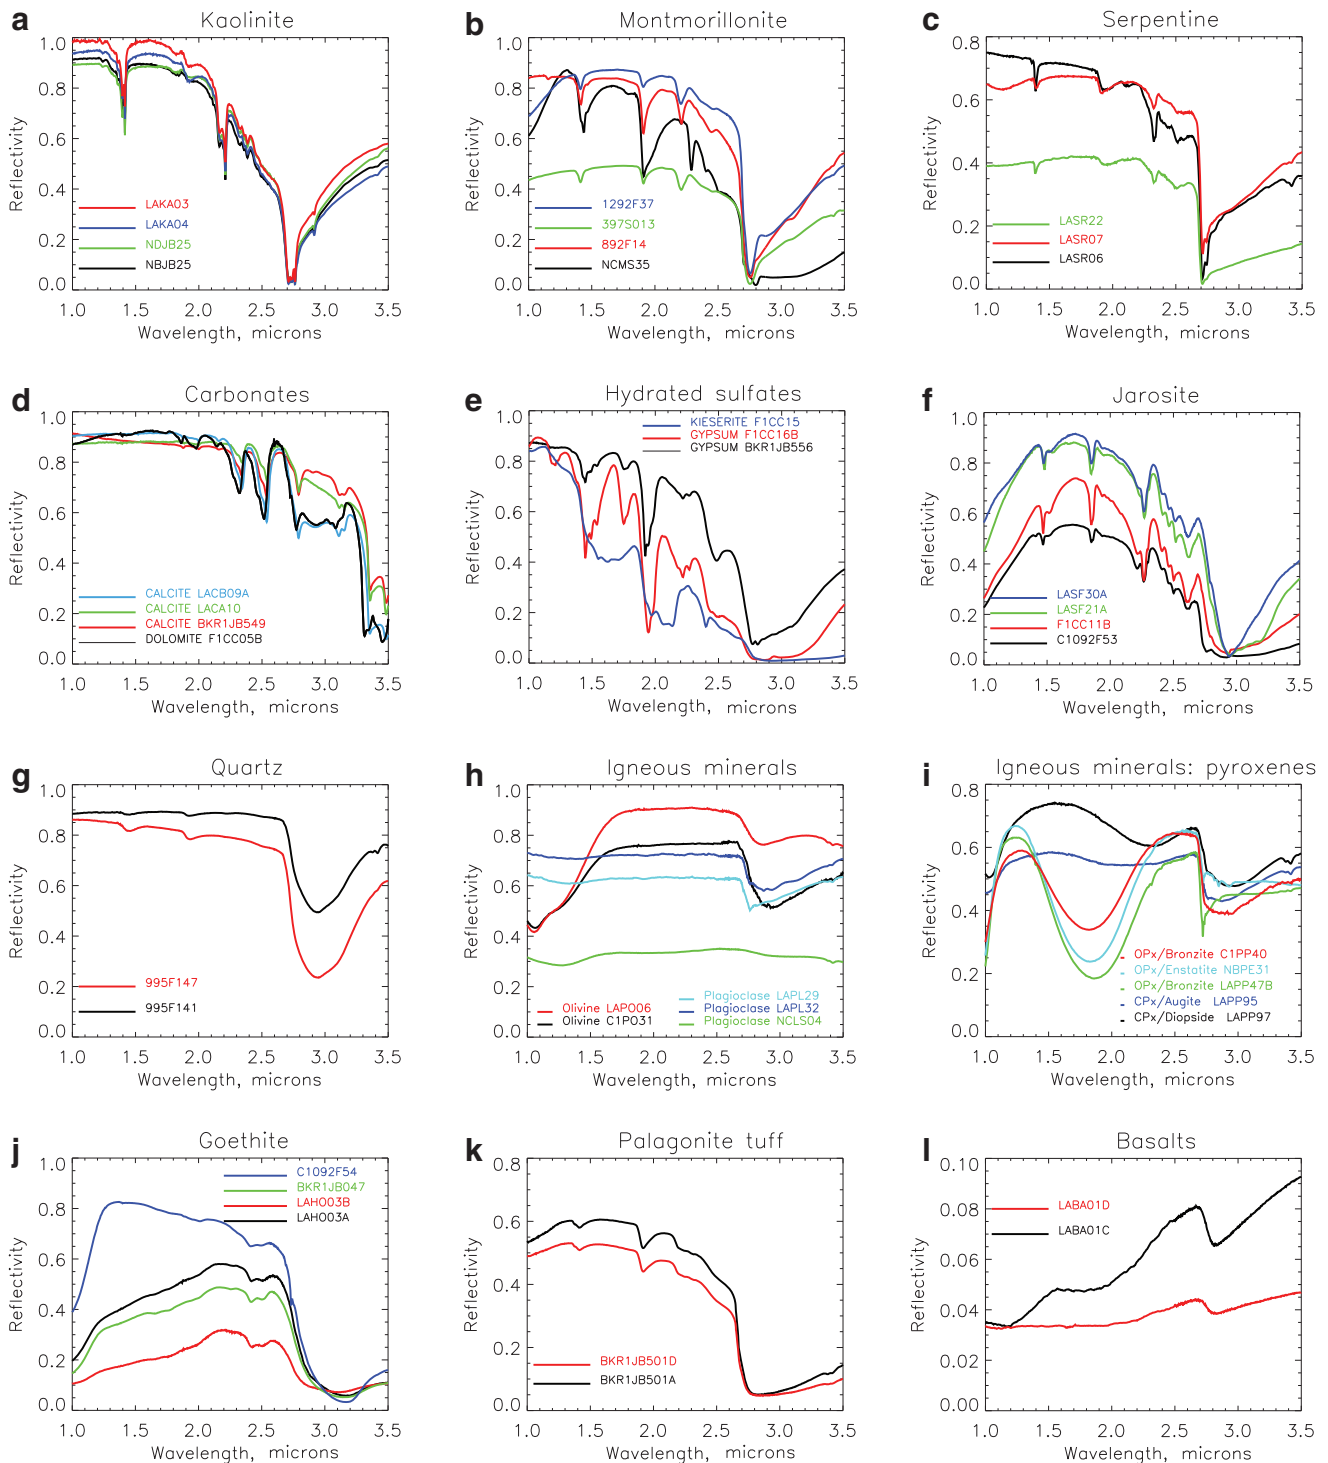 a Kaolinite
1.0
0.8
0.6
0.4
0.2
0.0
Reflectivity
LAKA03
LAKA04
NDJB25
NBJB25
1.0 1.5 2.0 2.5 3.0 3.5
Wavelength, microns
b Montmorillonite
1.0
0.8
0.6
0.4
0.2
0.0
Reflectivity
1292F37
397S013
892F14
NCMS35
1.0 1.5 2.0 2.5 3.0 3.5
Wavelength, microns
c Serpentine
0.8
0.6
0.4
0.2
0.0
Reflectivity
LASR22
LASR07
LASR06
1.0 1.5 2.0 2.5 3.0 3.5
Wavelength, microns
d Carbonates
1.0
0.8
0.6
0.4
0.2
0.0
Reflectivity
CALCITE LACB09A
CALCITE LACA10
CALCITE BKR1JB549
DOLOMITE F1CC05B
1.0 1.5 2.0 2.5 3.0 3.5
Wavelength, microns
e Hydrated sulfates
1.0
0.8
0.6
0.4
0.2
0.0
Reflectivity
KIESERITE F1CC15
GYPSUM F1CC16B
GYPSUM BKR1JB556
1.0 1.5 2.0 2.5 3.0 3.5
Wavelength, microns
f Jarosite
1.0
0.8
0.6
0.4
0.2
0.0
Reflectivity
LASF30A
LASF21A
F1CC11B
C1092F53
1.0 1.5 2.0 2.5 3.0 3.5
Wavelength, microns
g Quartz
1.0
0.8
0.6
0.4
0.2
0.0
Reflectivity
995F147
995F141
1.0 1.5 2.0 2.5 3.0 3.5
Wavelength, microns
h Igneous minerals
1.0
0.8
0.6
0.4
0.2
0.0
Reflectivity
Plagioclase LAPL29
Olivine LAPO06 Plagioclase LAPL32
Olivine C1PO31 Plagioclase NCLS04
1.0 1.5 2.0 2.5 3.0 3.5
Wavelength, microns
i Igneous minerals: pyroxenes
0.8
0.6
0.4
0.2
0.0
Reflectivity
OPx/Bronzite C1PP40
OPx/Enstatite NBPE31
OPx/Bronzite LAPP47B
CPx/Augite LAPP95
CPx/Diopside LAPP97
1.0 1.5 2.0 2.5 3.0 3.5
Wavelength, microns
j Goethite
1.0
0.8
0.6
0.4
0.2
0.0
Reflectivity
C1092F54
BKR1JB047
LAHO03B
LAHO03A
1.0 1.5 2.0 2.5 3.0 3.5
Wavelength, microns
k Palagonite tuff
0.8
0.6
0.4
0.2
0.0
Reflectivity
BKR1JB501D
BKR1JB501A
1.0 1.5 2.0 2.5 3.0 3.5
Wavelength, microns
l Basalts
0.10
0.08
0.06
0.04
0.02
0.00
Reflectivity
LABA01D
LABA01C
1.0 1.5 2.0 2.5 3.0 3.5
Wavelength, microns